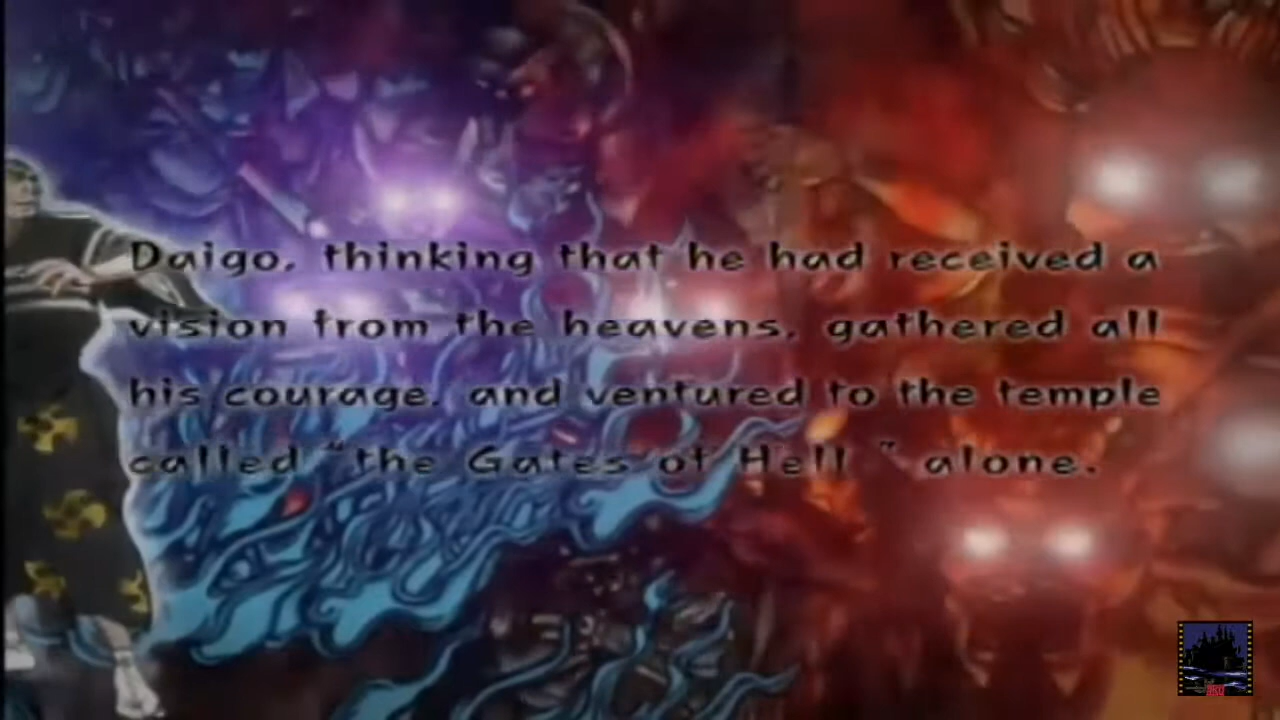 Daigo, thinking that he had received a
vision from the heavens, gathered all
his courage, and ventured to the temple
called "the Gates of Hell " alone.